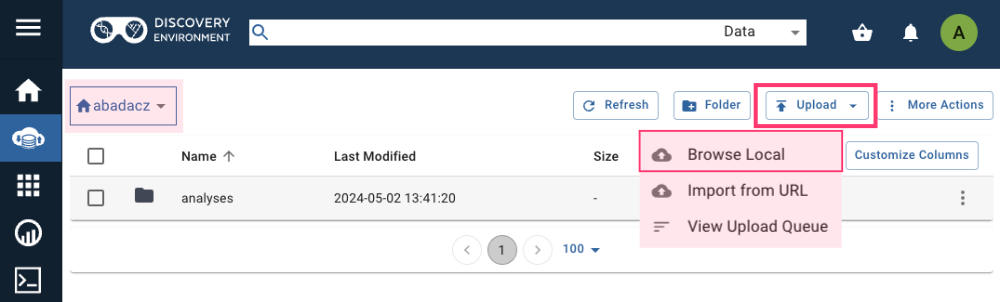 DISCOVERY
ENVIRONMENT
Data
A
abadacz
Refresh
Folder
Upload
More Actions
Name
Last Modified
Size
Browse Local
Customize Columns
analyses
2024-05-02 13:41:20
-
Import from URL
View Upload Queue
1
100